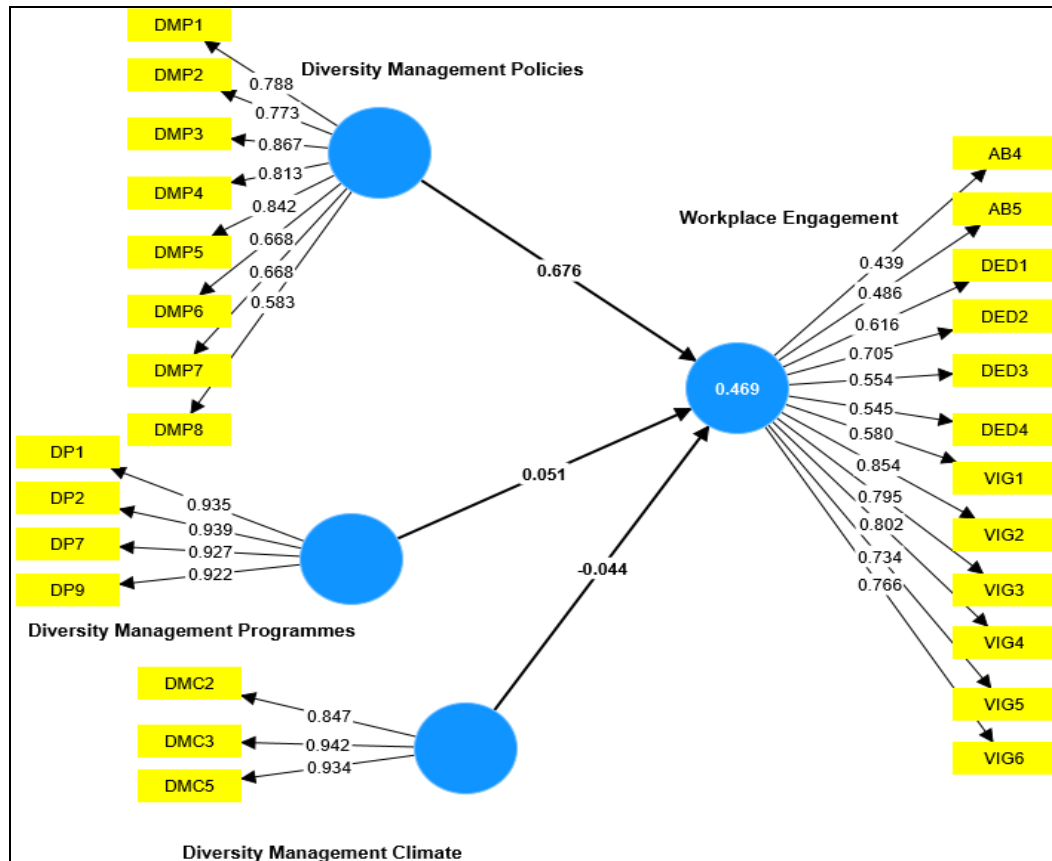 DMP1
DMP2
DMP3
DMP4
DMP5
DMP6
DMP7
DMP8
0.788
0.773
0.867
0.813
0.842
0.668
0.668
0.583
Diversity Management Policies
0.676
DP1
DP2
DP7
DP9
0.935
0.939
0.927
0.922
Diversity Management Programmes
0.051
DMC2
DMC3
DMC5
0.847
0.942
0.934
Diversity Management Climate
-0.044
Workplace Engagement
0.469
0.439
0.486
0.616
0.705
0.554
0.545
0.580
0.854
0.795
0.802
0.734
0.766
AB4
AB5
DED1
DED2
DED3
DED4
VIG1
VIG2
VIG3
VIG4
VIG5
VIG6